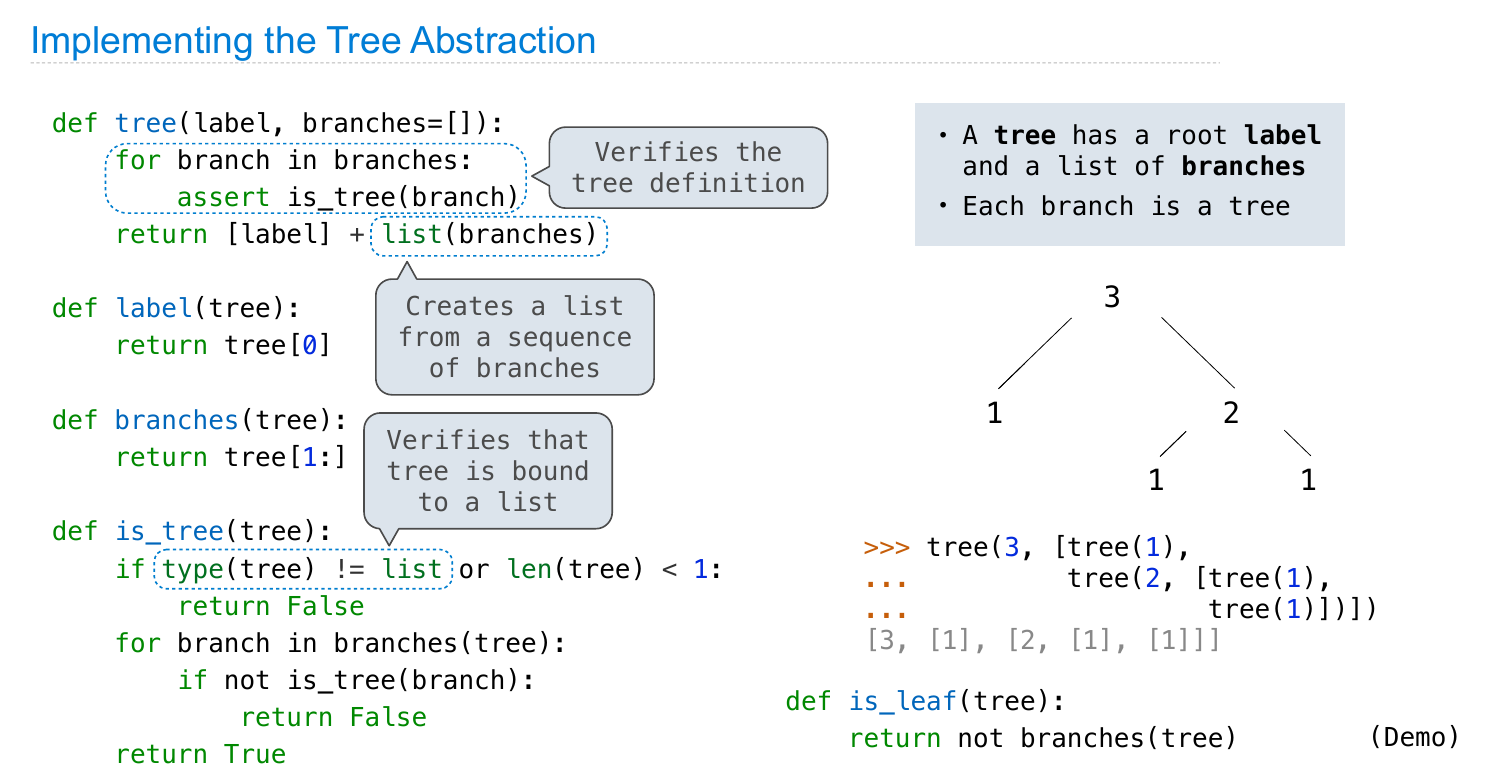 Implementing the Tree Abstraction
def tree(label, branches=[]):
    for branch in branches:
        assert is_tree(branch)
    return [label] + list(branches)
Verifies the
tree definition
Creates a list
from a sequence
of branches
def label(tree):
    return tree[0]
def branches(tree):
    return tree[1:]
Verifies that
tree is bound
to a list
def is_tree(tree):
    if type(tree) != list or len(tree) < 1:
        return False
    for branch in branches(tree):
        if not is_tree(branch):
            return False
    return True
• A tree has a root label
and a list of branches
• Each branch is a tree
3
1 2
1 1
>>> tree(3, [tree(1),
...          tree(2, [tree(1),
...                   tree(1)])])
[3, [1], [2, [1], [1]]]
def is_leaf(tree):
    return not branches(tree)
(Demo)